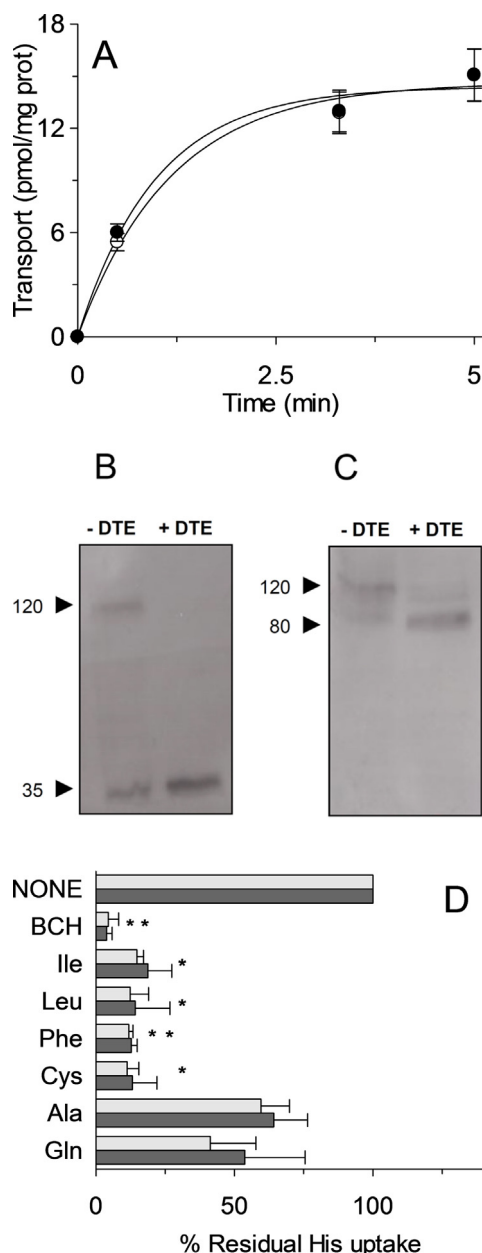 A
18
12
6
0
Transport (pmol/mg prot)
0 2.5 5
Time (min)
B
- DTE + DTE
120
35
C
- DTE + DTE
120
80
D
NONE
BCH * *
Ile *
Leu *
Phe * *
Cys *
Ala
Gln
0 50 100
% Residual His uptake